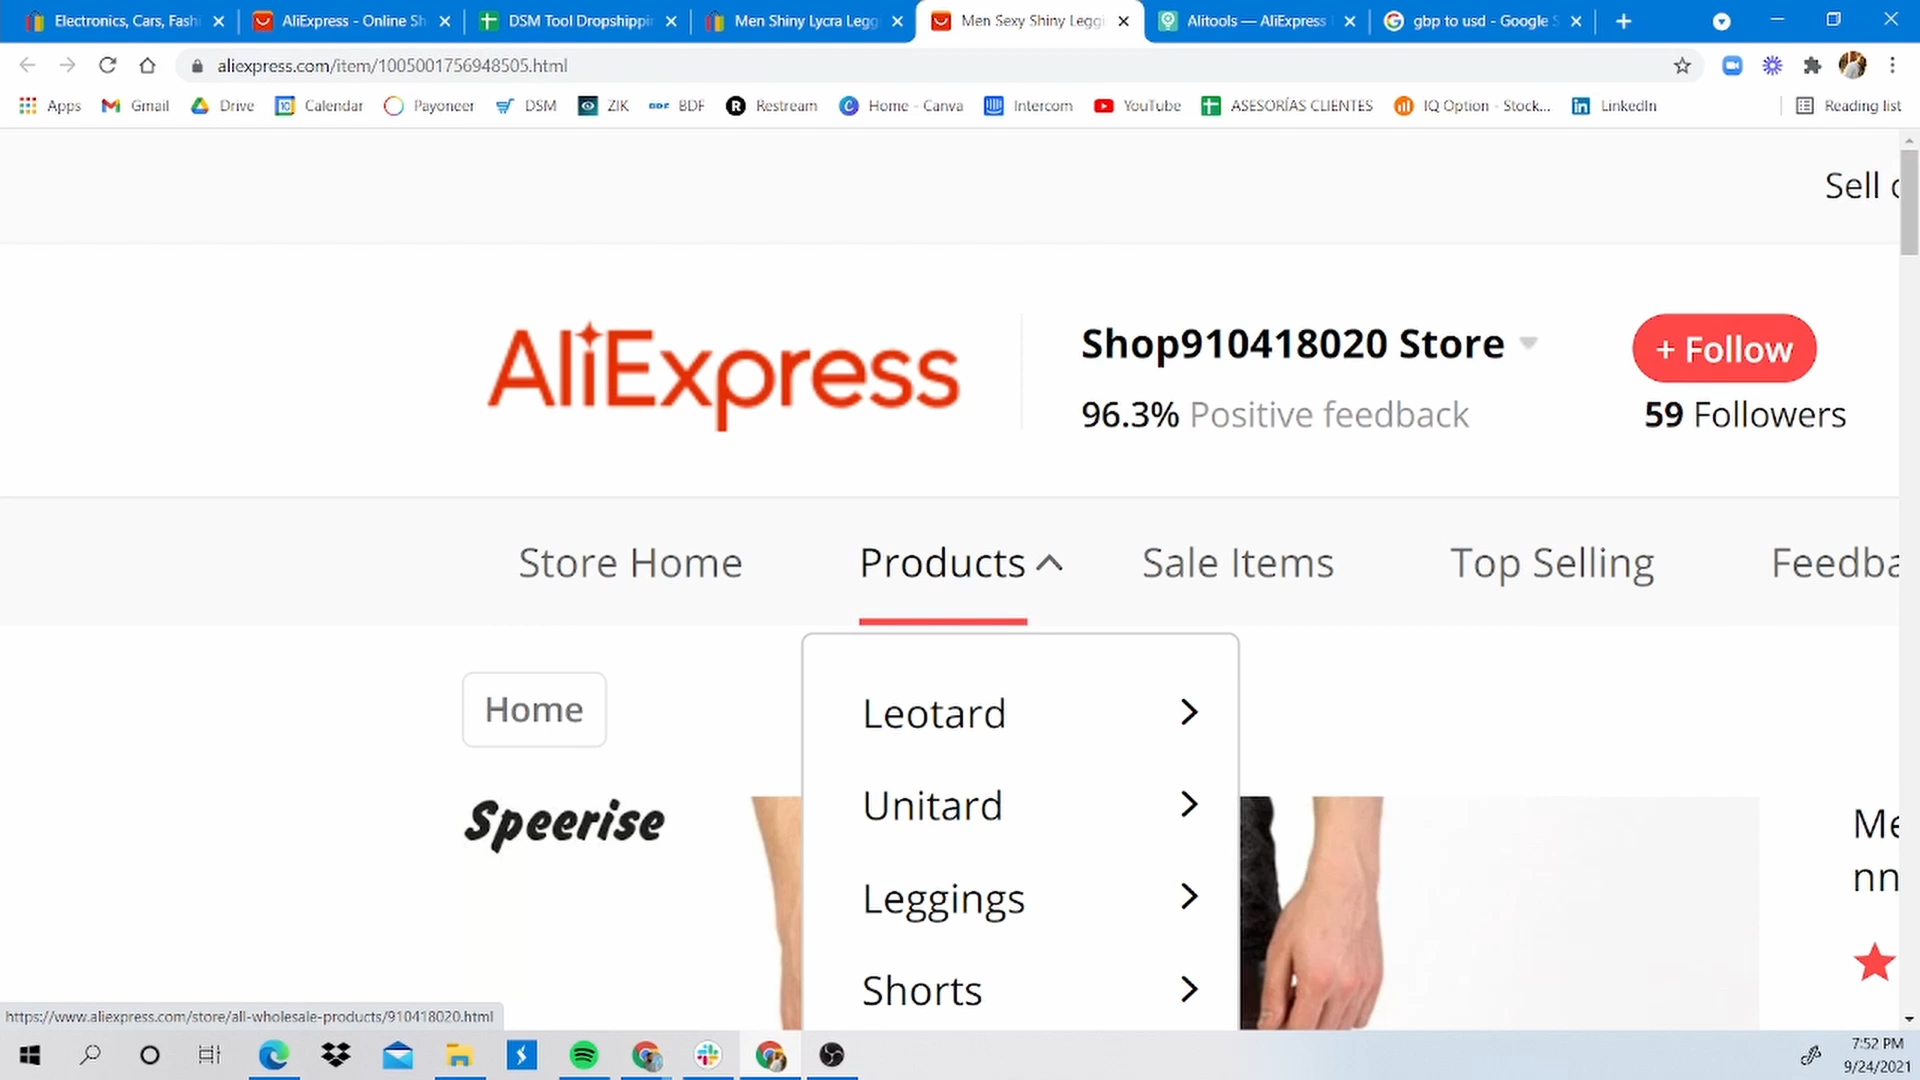 Electronics, Cars, Fashi
AliExpress - Online Sh
DSM Tool Dropshippin
Men Shiny Lycra Legg
Men Sexy Shiny Leggi
Alitools — AliExpress
gbp to usd - Google S
aliexpress.com/item/1005001756948505.html
Apps
Gmail
Drive
Calendar
Payoneer
DSM
ZIK
BDF
Restream
Home - Canva
Intercom
YouTube
ASESORÍAS CLIENTES
IQ Option - Stock...
LinkedIn
Reading list
Sell
AliExpress
Shop910418020 Store
+ Follow
96.3% Positive feedback
59 Followers
Store Home
Products
Sale Items
Top Selling
Feedba
Home
Leotard
Unitard
Leggings
Shorts
Speerise
Me
nn
https://www.aliexpress.com/store/all-wholesale-products/910418020.html
7:52 PM
9/24/2021